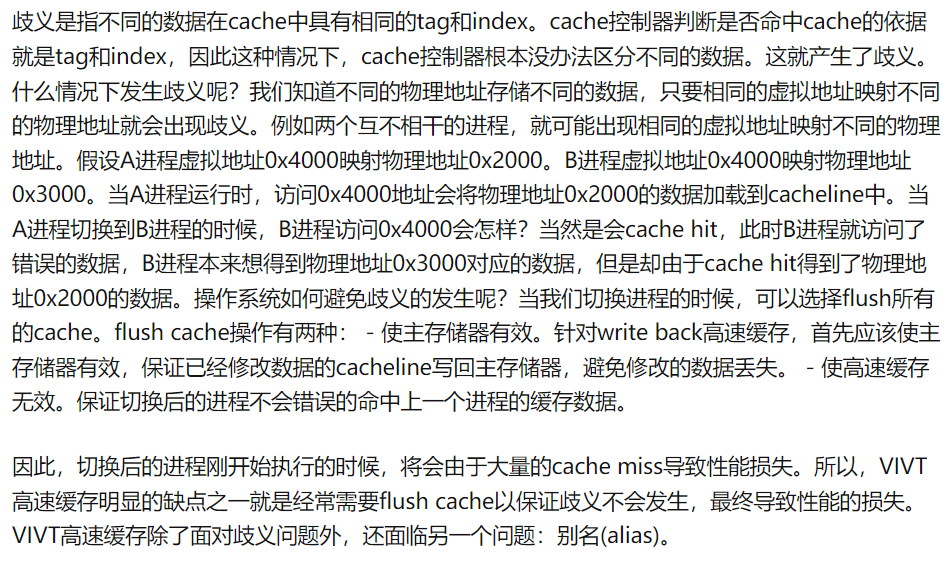 歧义是指不同的数据在cache中具有相同的tag和index。cache控制器判断是否命中cache的依据
就是tag和index，因此这种情况下，cache控制器根本没办法区分不同的数据。这就产生了歧义。
什么情况下发生歧义呢？我们知道不同的物理地址存储不同的数据，只要相同的虚拟地址映射不同
的物理地址就会出现歧义。例如两个互不相干的进程，就可能出现相同的虚拟地址映射不同的物理
地址。假设A进程虚拟地址0x4000映射物理地址0x2000。B进程虚拟地址0x4000映射物理地址
0x3000。当A进程运行时，访问0x4000地址会将物理地址0x2000的数据加载到cacheline中。当
A进程切换到B进程的时候，B进程访问0x4000会怎样？当然是会cache hit，此时B进程就访问了
错误的数据，B进程本来想得到物理地址0x3000对应的数据，但是却由于cache hit得到了物理地
址0x2000的数据。操作系统如何避免歧义的发生呢？当我们切换进程的时候，可以选择flush所有
的cache。flush cache操作有两种： - 使主存储器有效。针对write back高速缓存，首先应该使主
存储器有效，保证已经修改数据的cacheline写回主存储器，避免修改的数据丢失。 - 使高速缓存
无效。保证切换后的进程不会错误的命中上一个进程的缓存数据。
因此，切换后的进程刚开始执行的时候，将会由于大量的cache miss导致性能损失。所以，VIVT
高速缓存明显的缺点之一就是经常需要flush cache以保证歧义不会发生，最终导致性能的损失。
VIVT高速缓存除了面对歧义问题外，还面临另一个问题：别名(alias)。